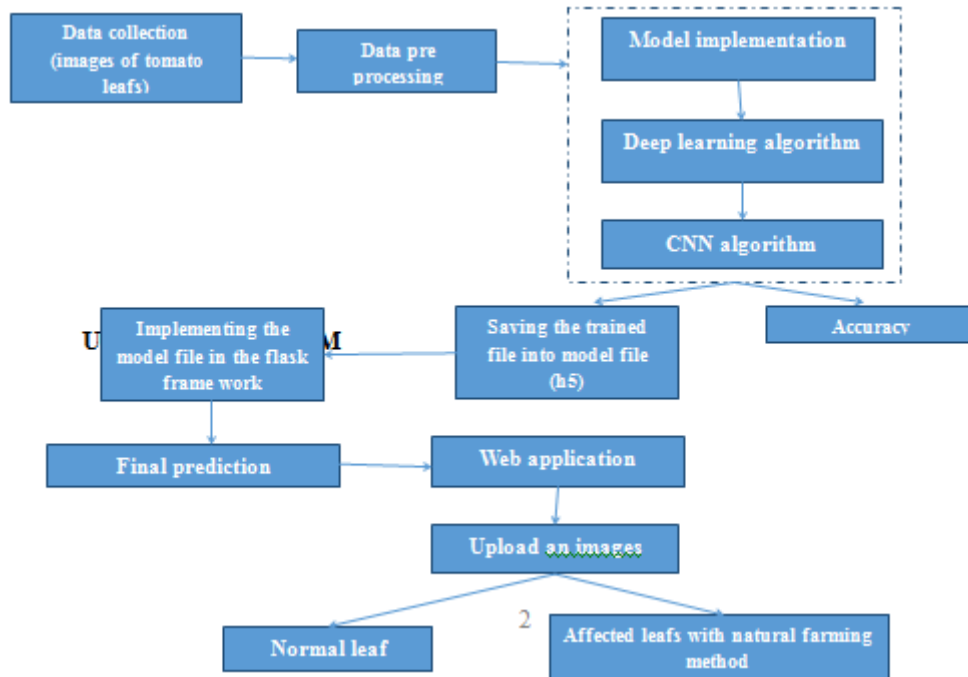 Data collection
(images of tomato
leafs)
Data pre
processing
Model implementation
Deep learning algorithm
CNN algorithm
Accuracy
Saving the trained
file into model file
(h5)
U
M
Implementing the
model file in the flask
frame work
Final prediction
Web application
Upload an images
2
Normal leaf
Affected leafs with natural farming
method